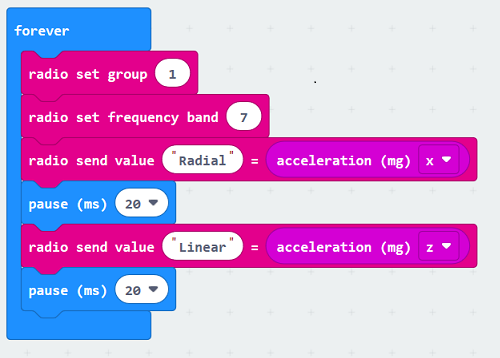 forever
radio set group 1
radio set frequency band 7
radio send value "Radial" = acceleration (mg) x
pause (ms) 20
radio send value "Linear" = acceleration (mg) z
pause (ms) 20